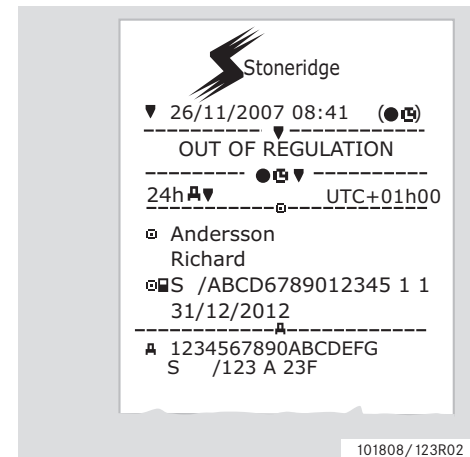 Stoneridge
26/11/2007 08:41
OUT OF REGULATION
24h UTC+01h00
Andersson
Richard
S /ABCD6789012345 1 1
31/12/2012
1234567890ABCDEFG
S /123 A 23F
101808/123R02